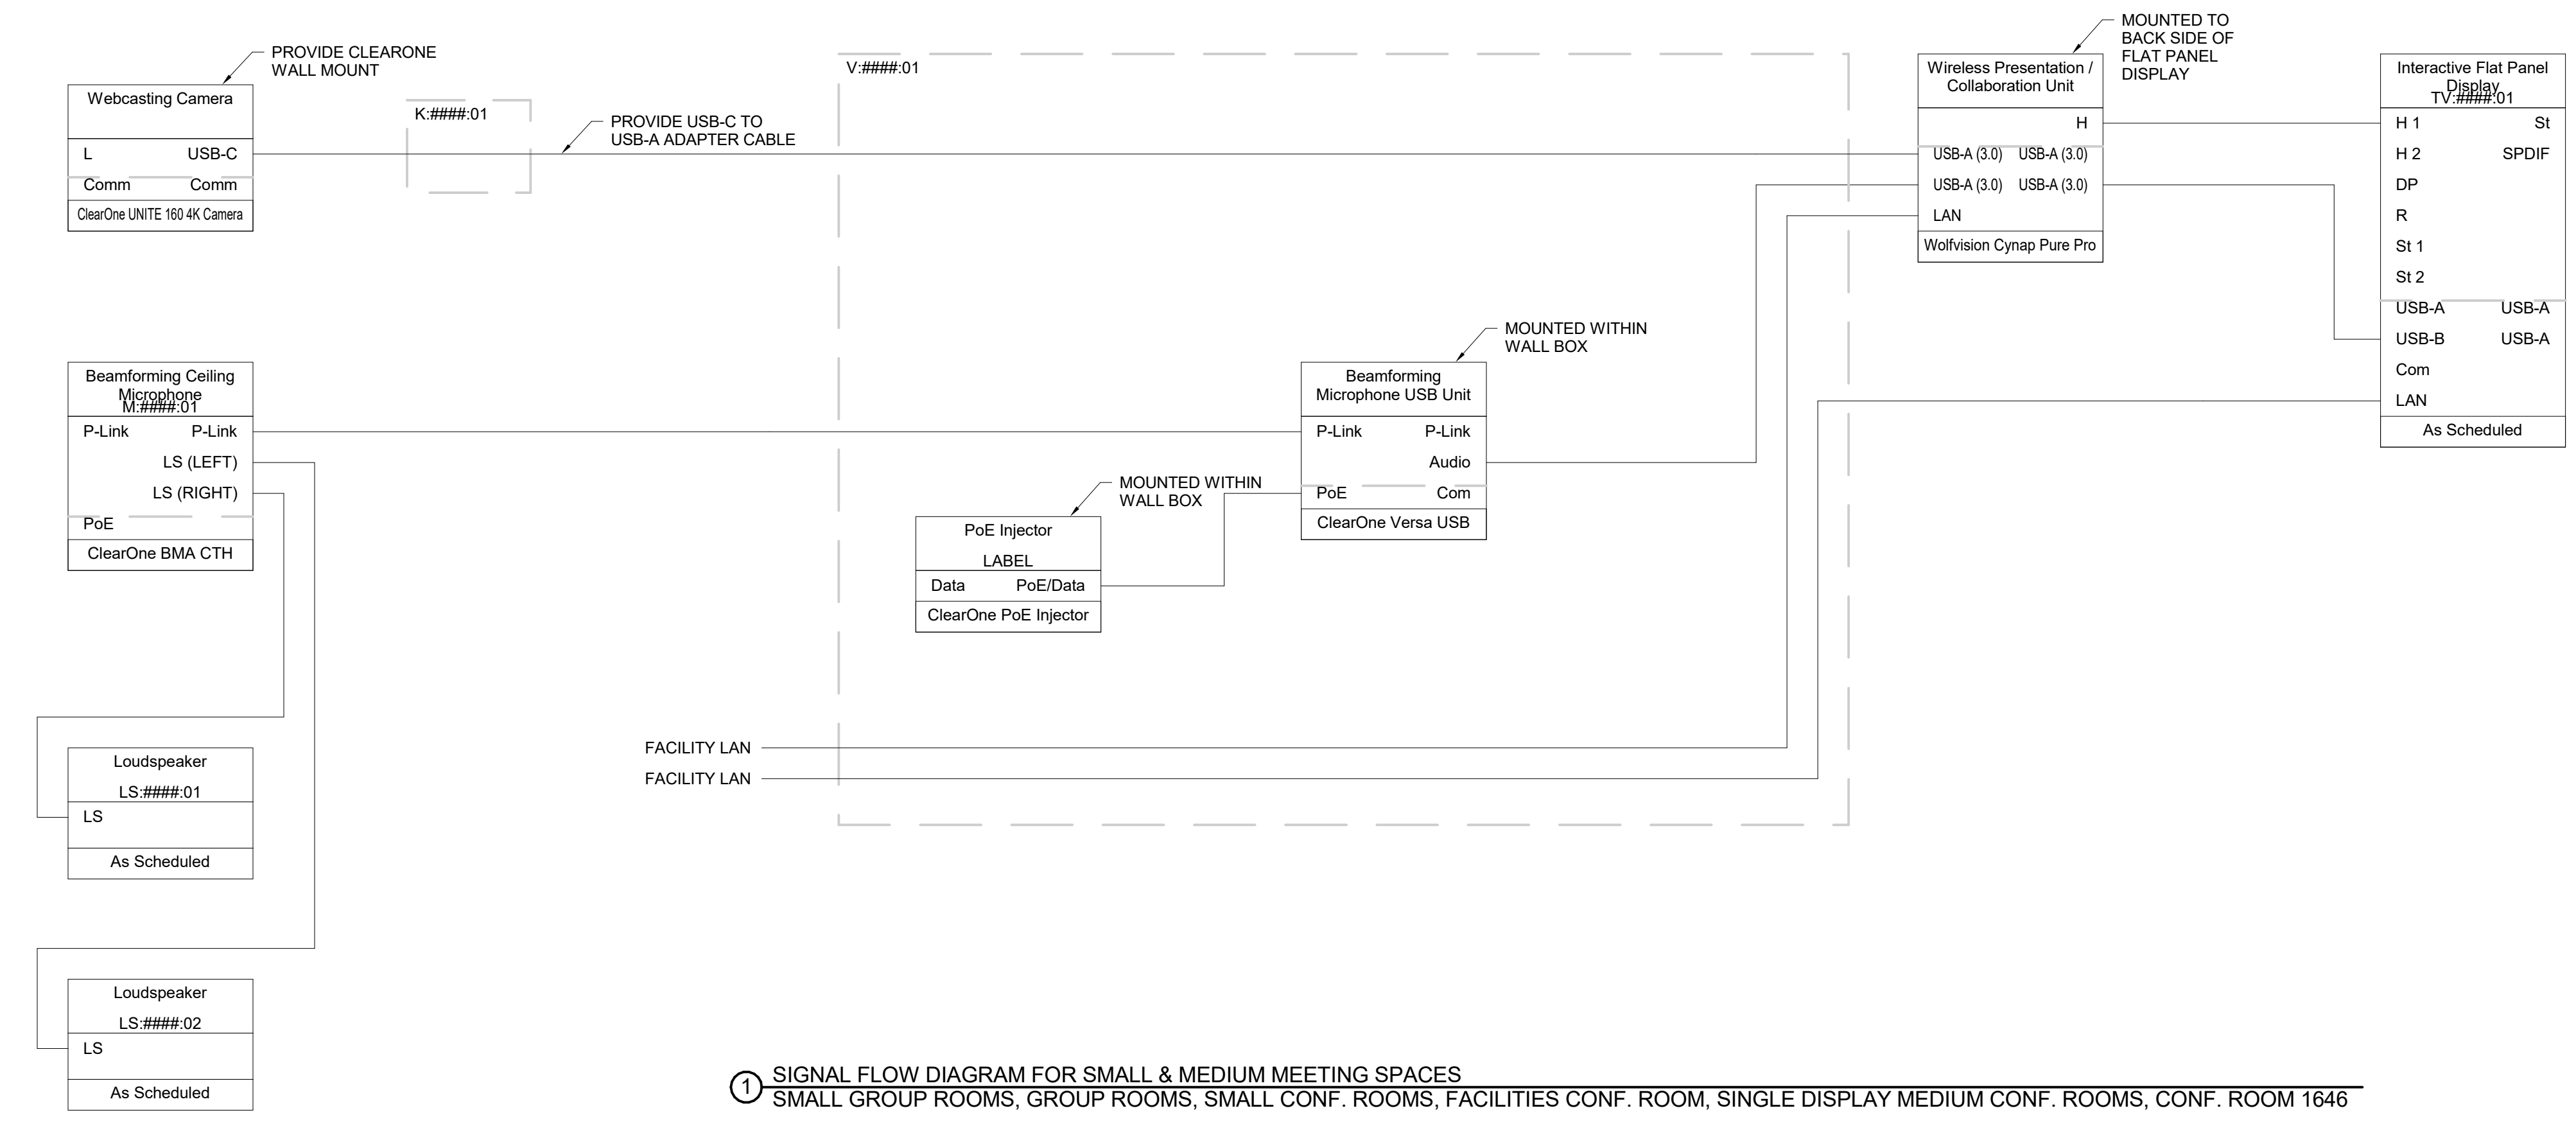 PROVIDE CLEARONE
WALL MOUNT
Webcasting Camera
L USB-C
Comm Comm
ClearOne UNITE 160 4K Camera
K:####:01
PROVIDE USB-C TO
USB-A ADAPTER CABLE
V:####:01
MOUNTED TO
BACK SIDE OF
FLAT PANEL
DISPLAY
Wireless Presentation /
Collaboration Unit
H
USB-A (3.0) USB-A (3.0)
USB-A (3.0) USB-A (3.0)
LAN
Wolfvision Cynap Pure Pro
Interactive Flat Panel
Display
TV:####:01
H 1 St
H 2 SPDIF
DP
R
St 1
St 2
USB-A USB-A
USB-B USB-A
Com
LAN
As Scheduled
Beamforming Ceiling
Microphone
M:####:01
P-Link P-Link
LS (LEFT)
LS (RIGHT)
PoE
ClearOne BMA CTH
MOUNTED WITHIN
WALL BOX
Beamforming
Microphone USB Unit
P-Link P-Link
Audio
PoE Com
ClearOne Versa USB
MOUNTED WITHIN
WALL BOX
PoE Injector
LABEL
Data PoE/Data
ClearOne PoE Injector
FACILITY LAN
FACILITY LAN
Loudspeaker
LS:####:01
LS
As Scheduled
Loudspeaker
LS:####:02
LS
As Scheduled
1 SIGNAL FLOW DIAGRAM FOR SMALL & MEDIUM MEETING SPACES
SMALL GROUP ROOMS, GROUP ROOMS, SMALL CONF. ROOMS, FACILITIES CONF. ROOM, SINGLE DISPLAY MEDIUM CONF. ROOMS, CONF. ROOM 1646